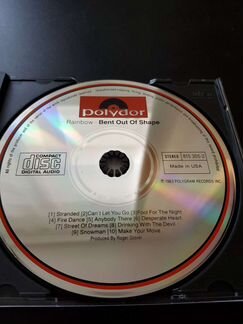 polydor
Rainbow · Bent Out Of Shape
COMPACT
disc
DIGITAL AUDIO
STEREO 815 305-2
Made in USA
℗ 1983 POLYGRAM RECORDS INC.
[1] Stranded [2]Can't Let You Go [3]Fool For The Night
[4] Fire Dance [5] Anybody There [6] Desperate Heart
[7] Street Of Dreams [8] Drinking With The Devil
[9] Snowman [10] Make Your Move
Produced By Roger Glover